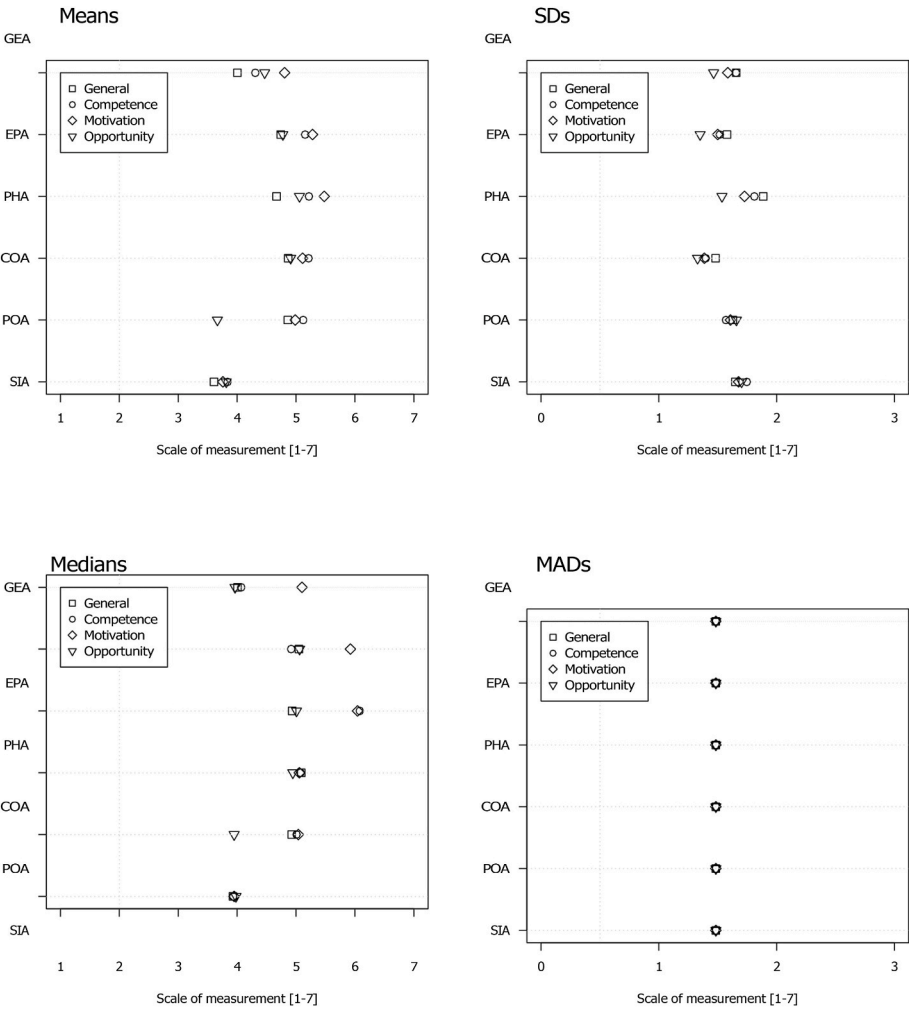 Means
GEA
General
Competence
Motivation
Opportunity
EPA
PHA
COA
POA
SIA
1 2 3 4 5 6 7
Scale of measurement [1-7]
SDs
GEA
General
Competence
Motivation
Opportunity
EPA
PHA
COA
POA
SIA
0 1 2 3
Scale of measurement [1-7]
Medians
GEA
General
Competence
Motivation
Opportunity
EPA
PHA
COA
POA
SIA
1 2 3 4 5 6 7
Scale of measurement [1-7]
MADs
GEA
General
Competence
Motivation
Opportunity
EPA
PHA
COA
POA
SIA
0 1 2 3
Scale of measurement [1-7]